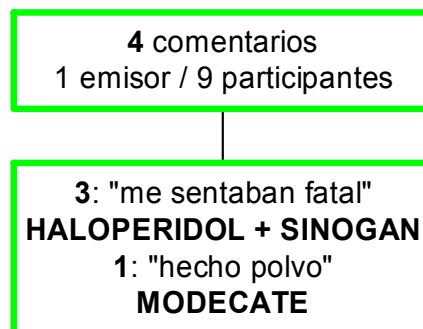 4 comentarios
1 emisor / 9 participantes
3: "me sentaban fatal"
HALOPERIDOL + SINOGAN
1: "hecho polvo"
MODECATE